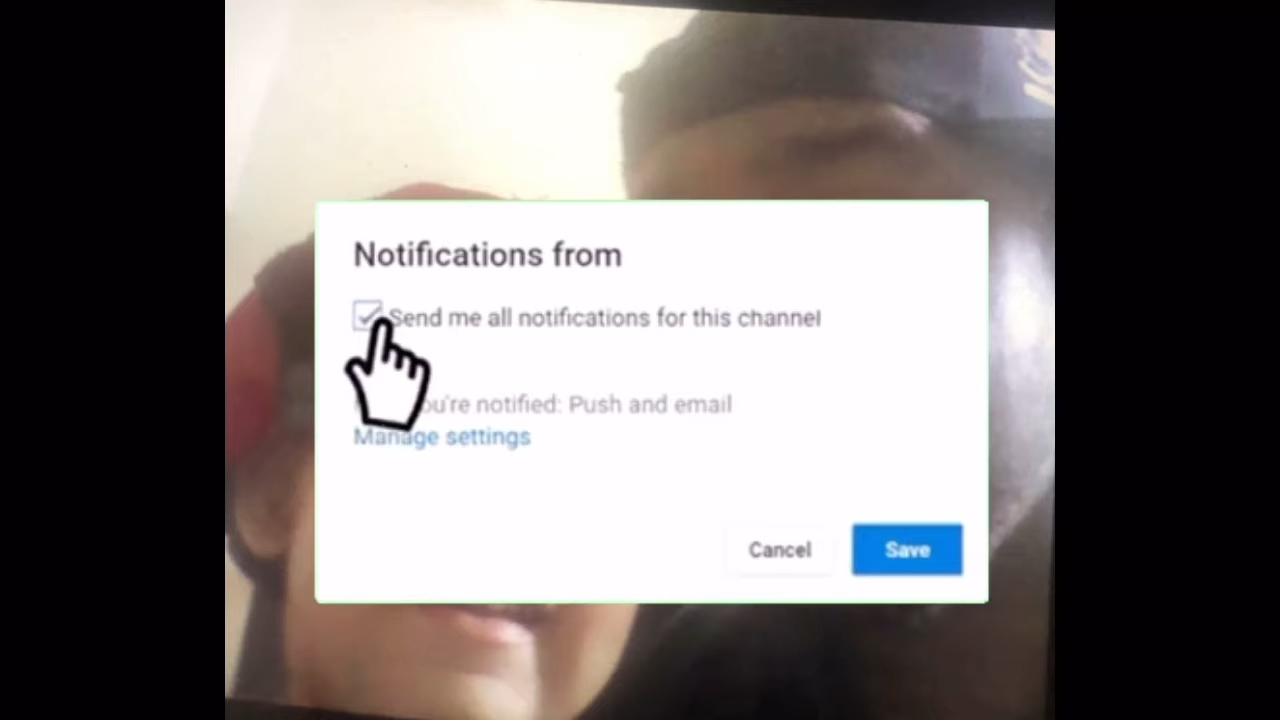 Notifications from
Send me all notifications for this channel
ou're notified: Push and email
Manage settings
Cancel
Save